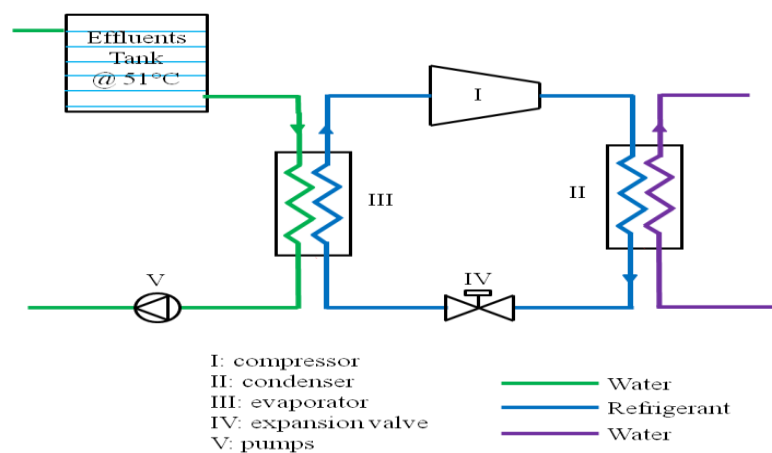 Effluents
Tank
@ 51°C
I
III
II
V
IV
I: compressor
II: condenser
III: evaporator
IV: expansion valve
V: pumps
Water
Refrigerant
Water